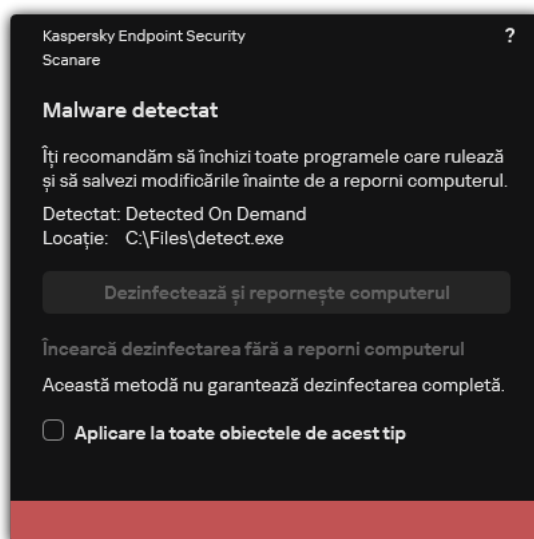 Kaspersky Endpoint Security
?
Scanare
Malware detectat
Îți recomandăm să închizi toate programele care rulează
și să salvezi modificările înainte de a reporni computerul.
Detectat: Detected On Demand
Locație: C:\Files\detect.exe
Dezinfectează și repornește computerul
Încearcă dezinfectarea fără a reporni computerul
Această metodă nu garantează dezinfectarea completă.
Aplicare la toate obiectele de acest tip